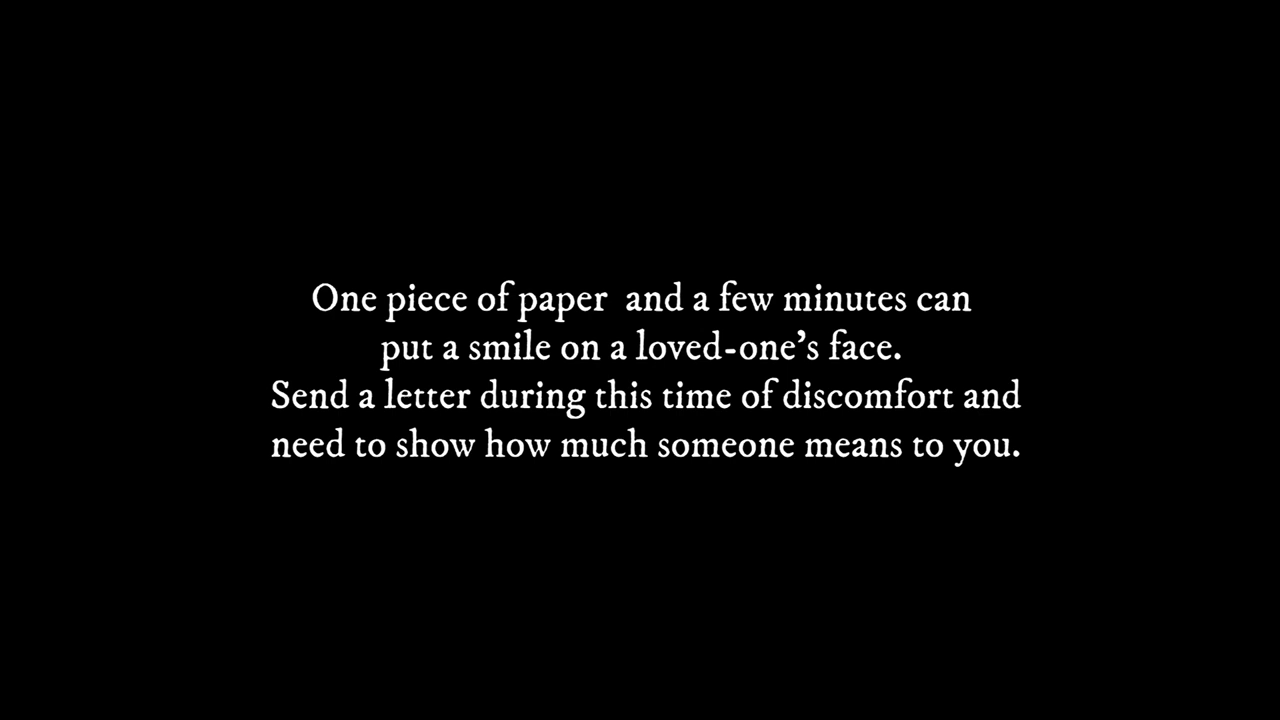 One piece of paper  and a few minutes can
put a smile on a loved-one's face.
Send a letter during this time of discomfort and
need to show how much someone means to you.